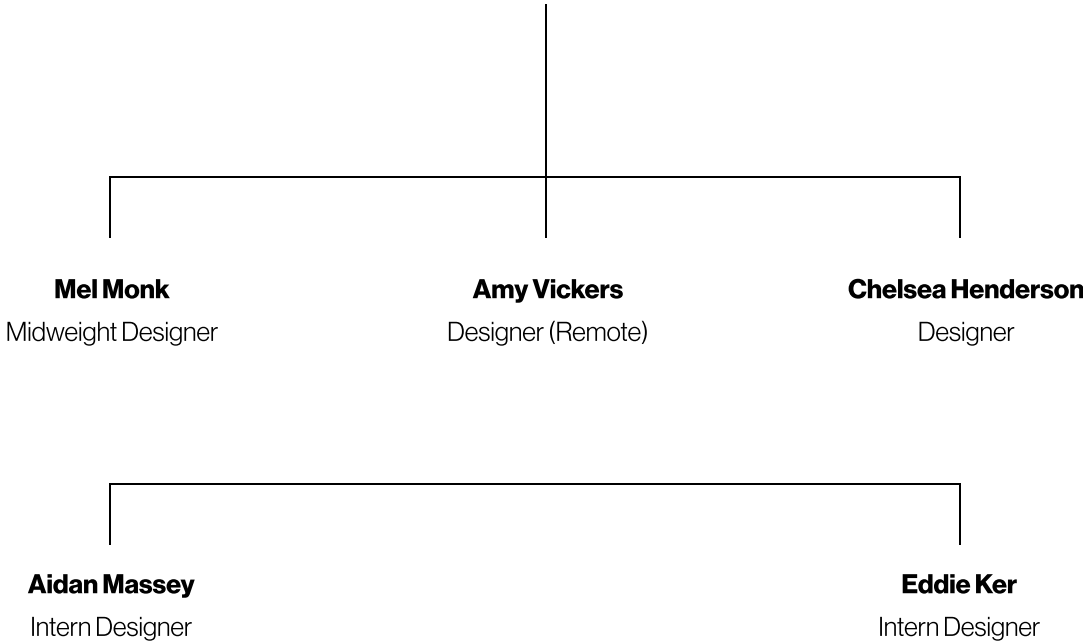 Mel Monk
Midweight Designer
Amy Vickers
Designer (Remote)
Chelsea Henderson
Designer
Aidan Massey
Intern Designer
Eddie Ker
Intern Designer